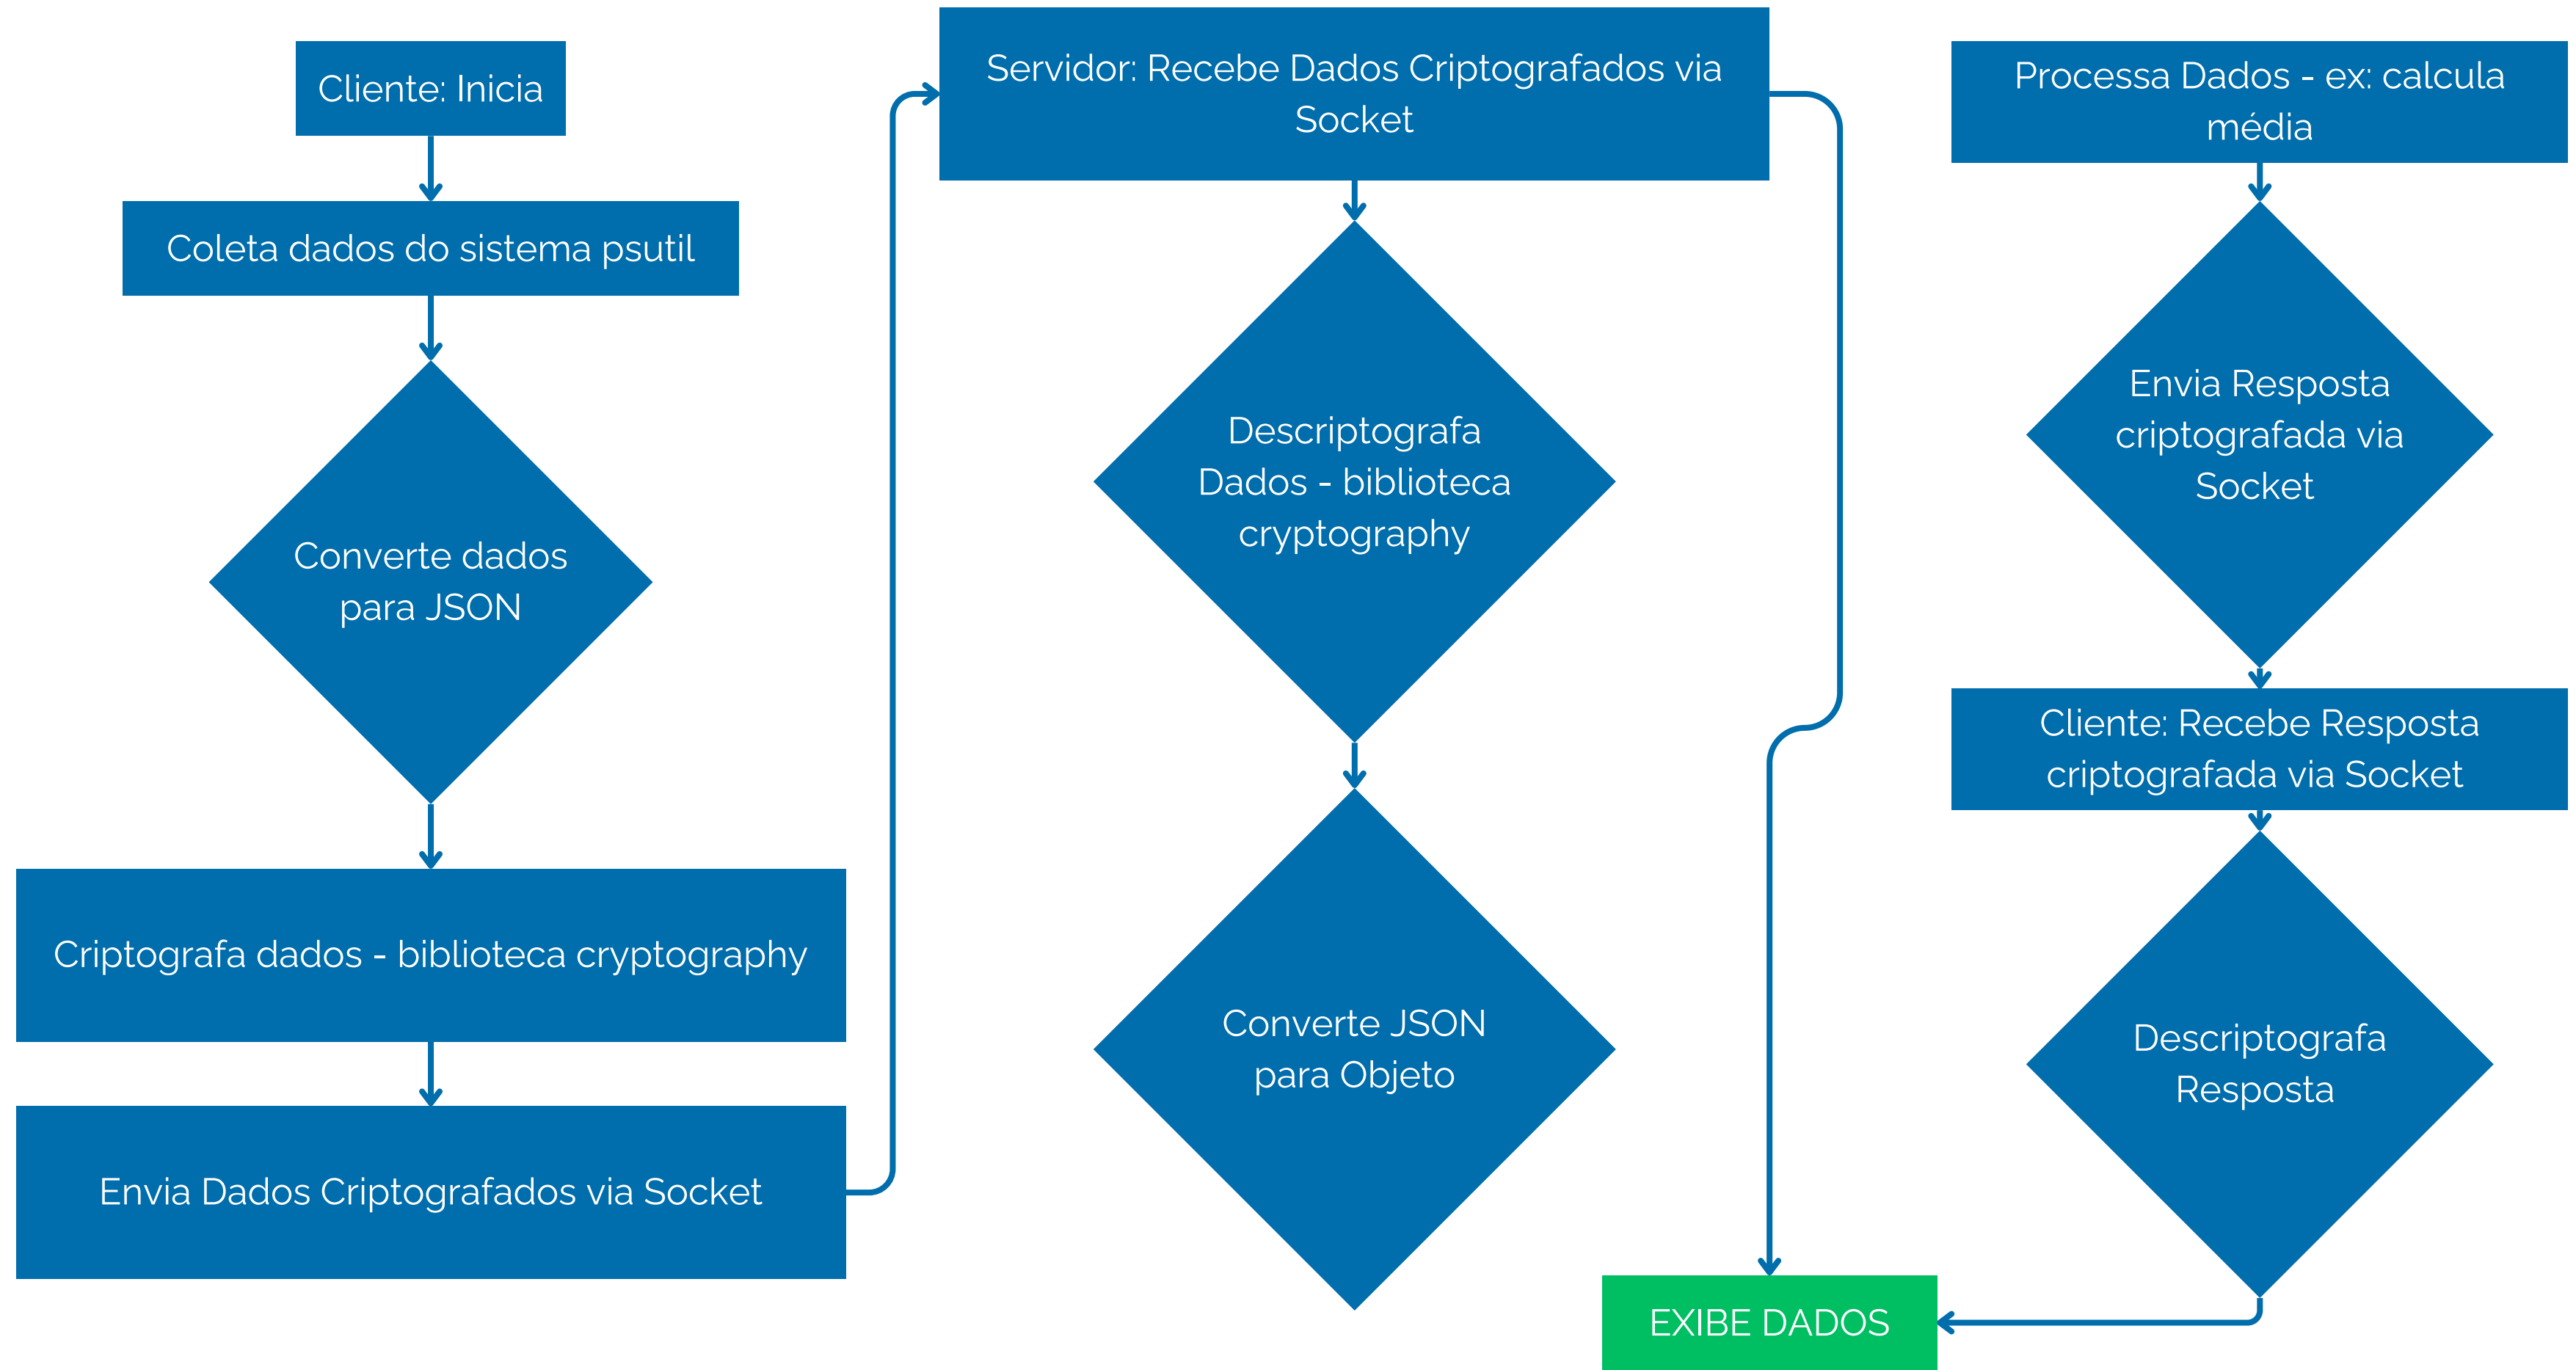 Cliente: Inicia
Coleta dados do sistema psutil
Converte dados
para JSON
Criptografa dados - biblioteca cryptography
Envia Dados Criptografados via Socket
Servidor: Recebe Dados Criptografados via
Socket
Descriptografa
Dados - biblioteca
cryptography
Converte JSON
para Objeto
Processa Dados - ex: calcula
média
Envia Resposta
criptografada via
Socket
Cliente: Recebe Resposta
criptografada via Socket
Descriptografa
Resposta
EXIBE DADOS